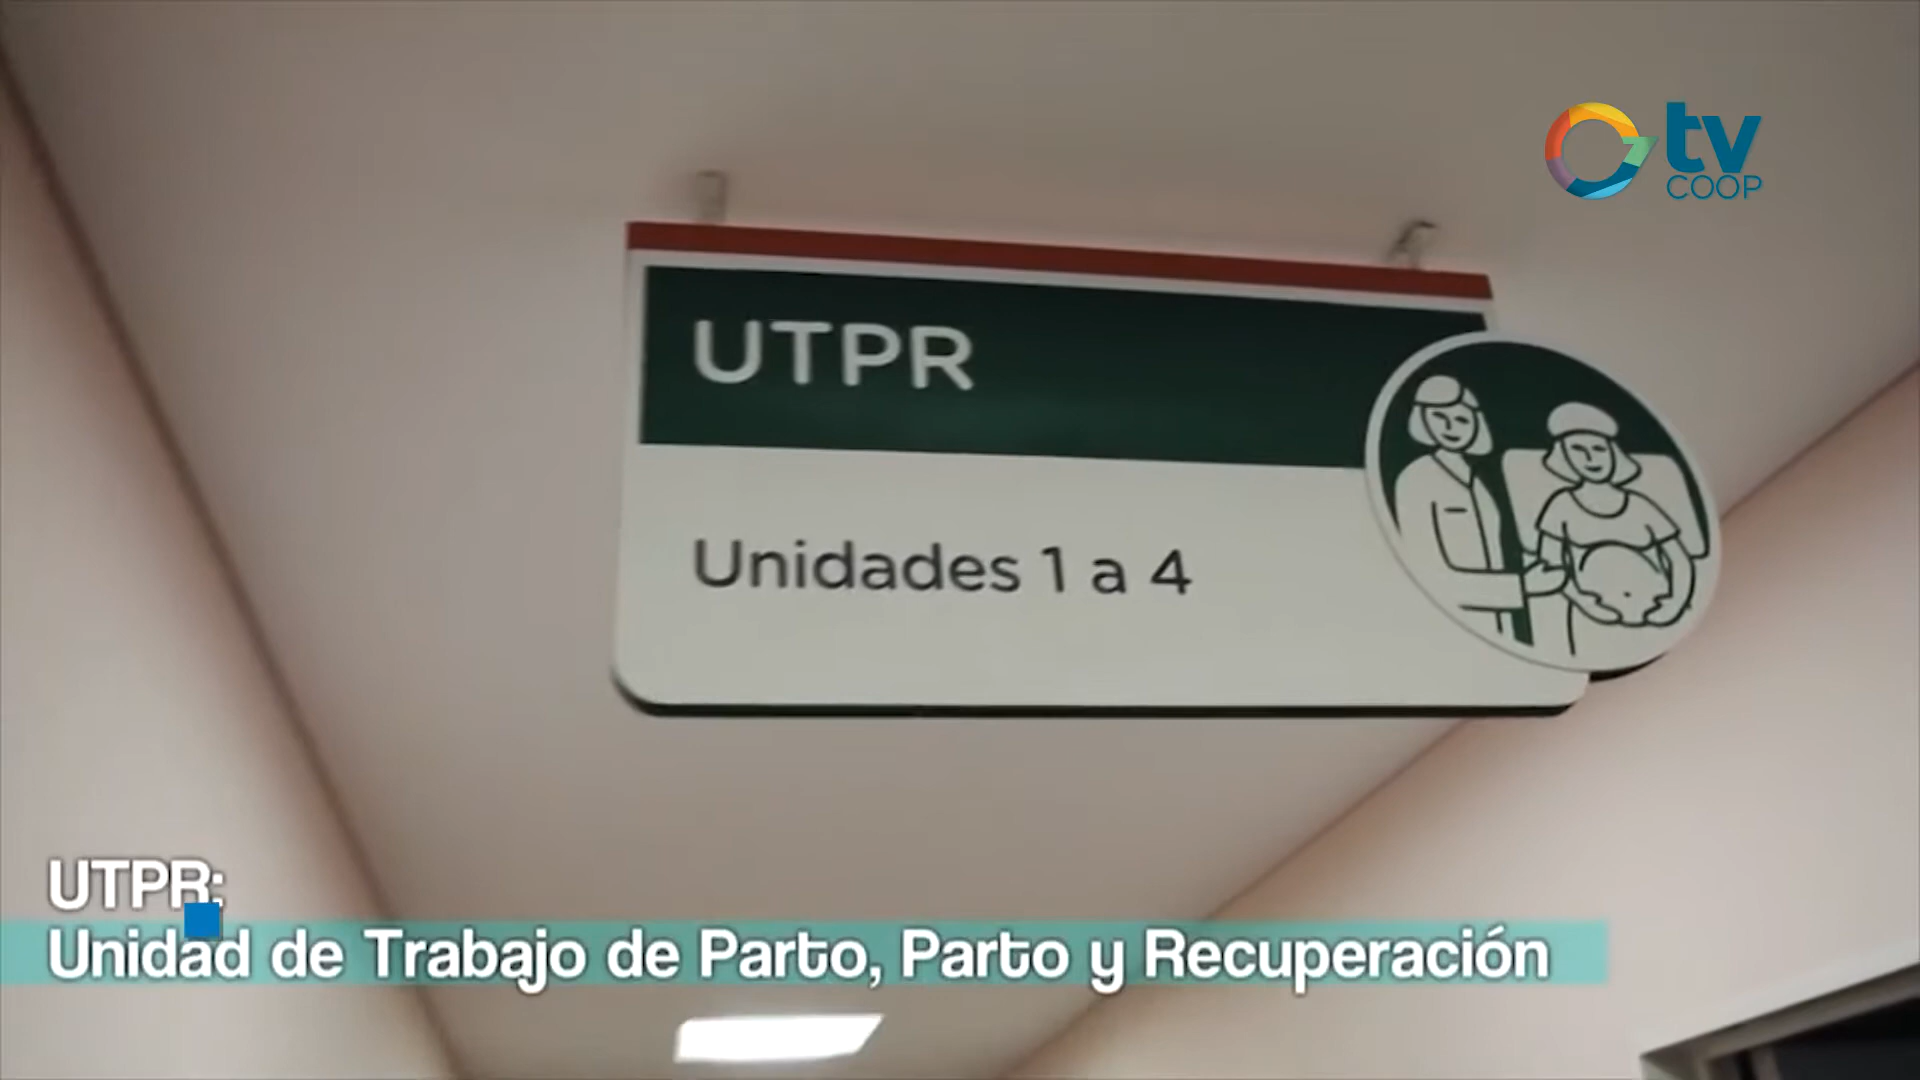 tv
COOP
UTPR
Unidades 1 a 4
UTPR:
Unidad de Trabajo de Parto, Parto y Recuperación